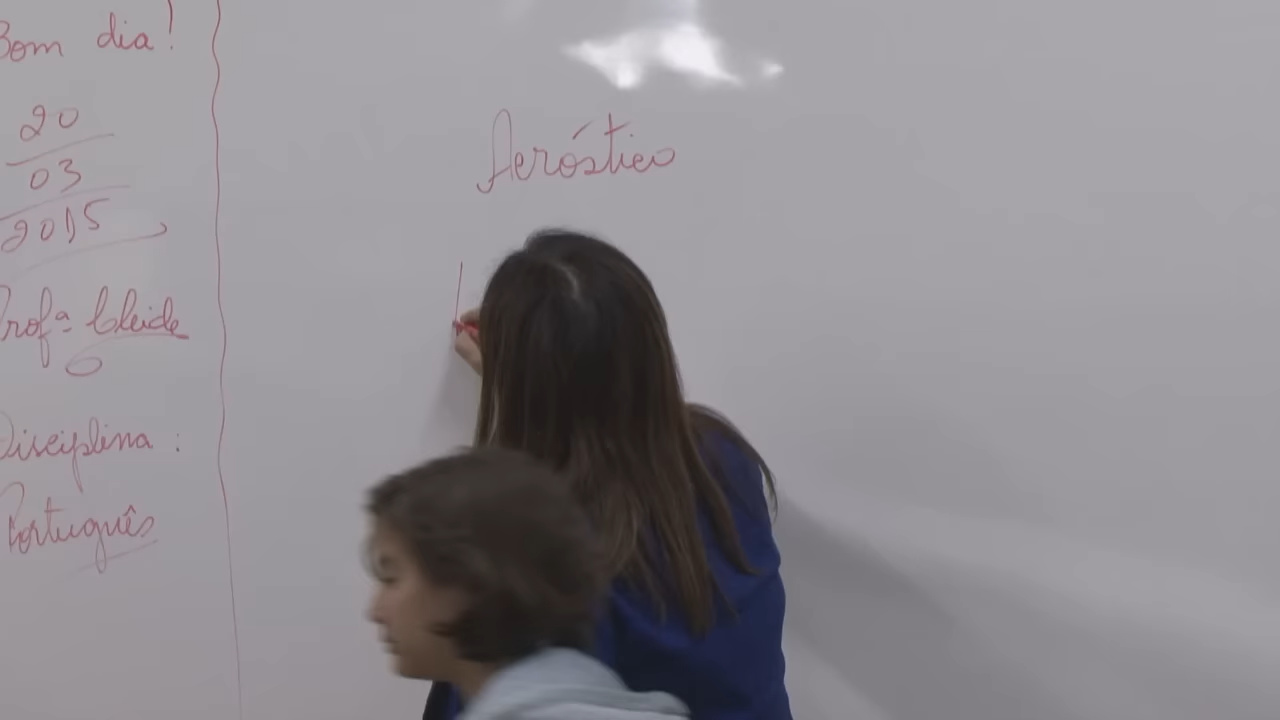 Bom dia!
20
03
2015
Profª Cleide
Disciplina:
Português
Acróstico